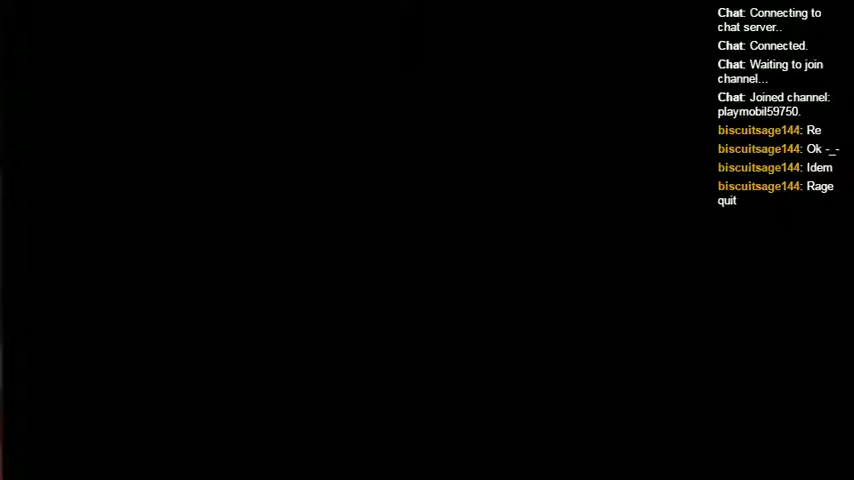 Chat: Connecting to
chat server..
Chat: Connected.
Chat: Waiting to join
channel...
Chat: Joined channel:
playmobil59750.
biscuitsage144: Re
biscuitsage144: Ok -_-
biscuitsage144: Idem
biscuitsage144: Rage
quit